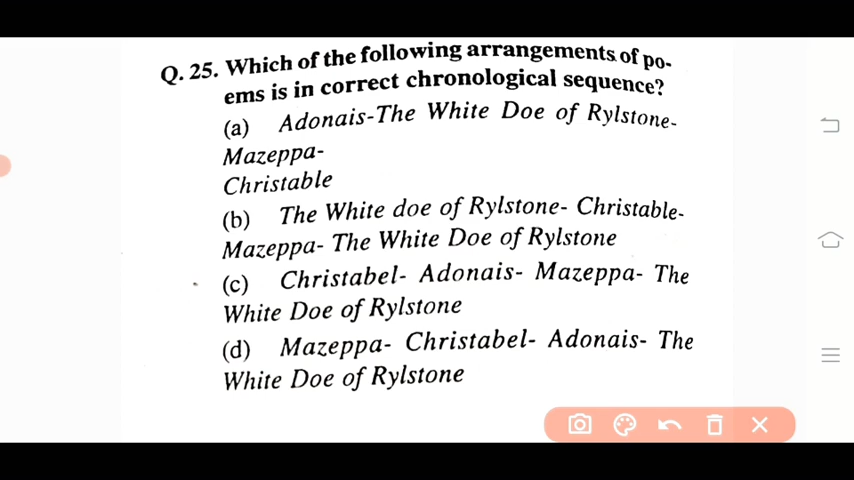 Q. 25. Which of the following arrangements of po-
ems is in correct chronological sequence?
(a) Adonais-The White Doe of Rylstone-
Mazeppa-
Christable
(b) The White doe of Rylstone- Christable-
Mazeppa- The White Doe of Rylstone
(c) Christabel- Adonais- Mazeppa- The
White Doe of Rylstone
(d) Mazeppa- Christabel- Adonais- The
White Doe of Rylstone